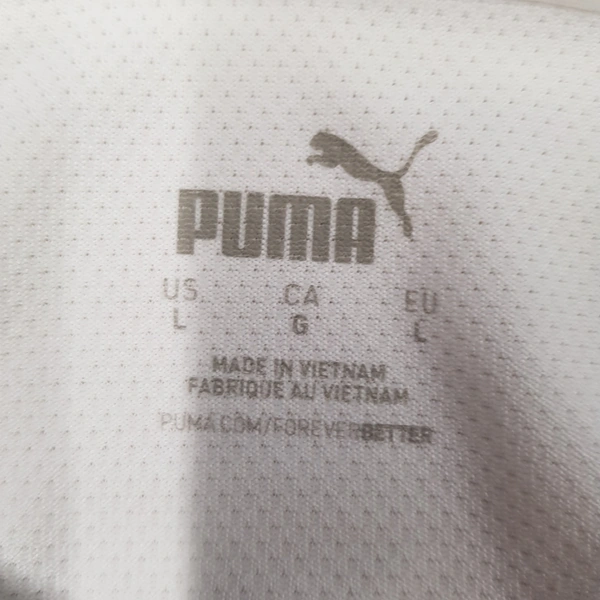 PUMA
US CA EU
L G L
MADE IN VIETNAM
FABRIQUE AU VIETNAM
PUMA.COM/FOREVERBETTER